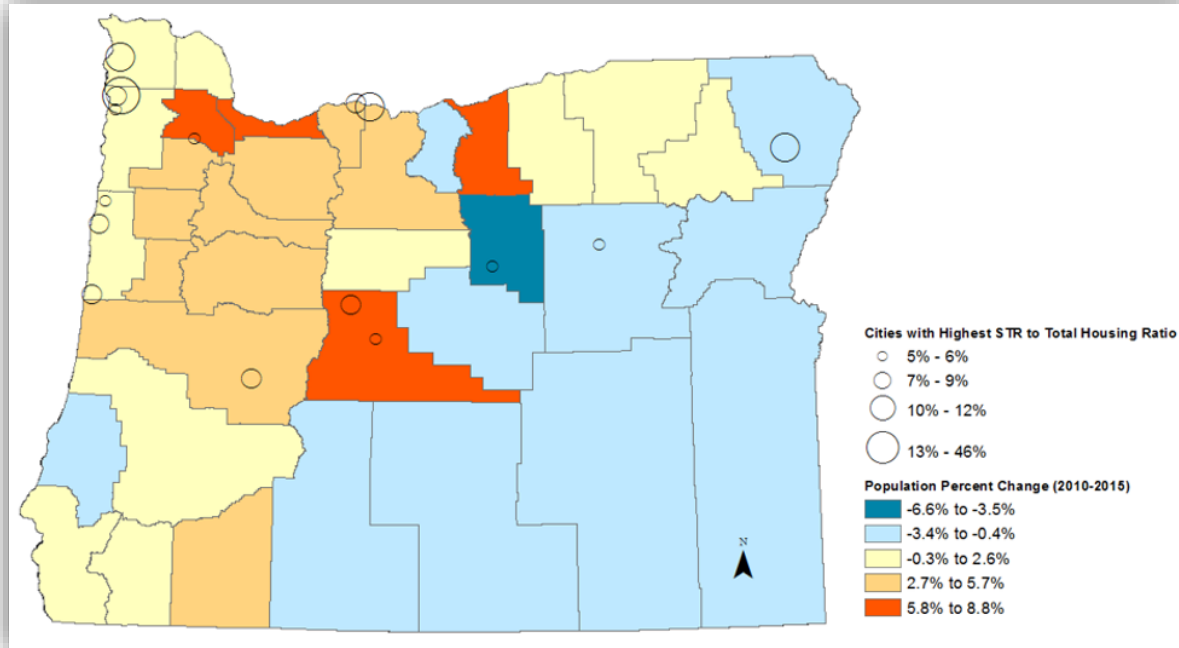 Cities with Highest STR to Total Housing Ratio
5% - 6%
7% - 9%
10% - 12%
13% - 46%
Population Percent Change (2010-2015)
-6.6% to -3.5%
-3.4% to -0.4%
-0.3% to 2.6%
2.7% to 5.7%
5.8% to 8.8%
N